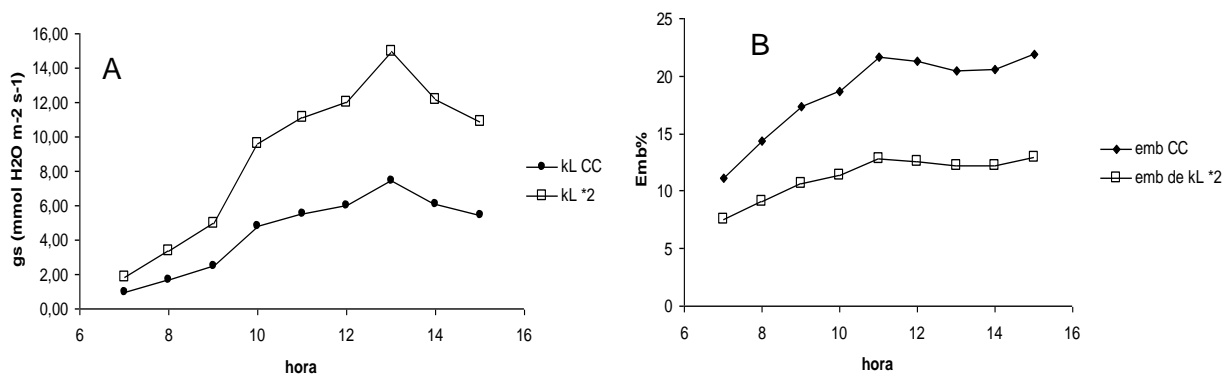 A
gs (mmol H2O m-2 s-1)
16,00
14,00
12,00
10,00
8,00
6,00
4,00
2,00
0,00
6 8 10 12 14 16
hora
kL CC
kL *2
B
Emb%
25
20
15
10
5
0
6 8 10 12 14 16
hora
emb CC
emb de kL *2